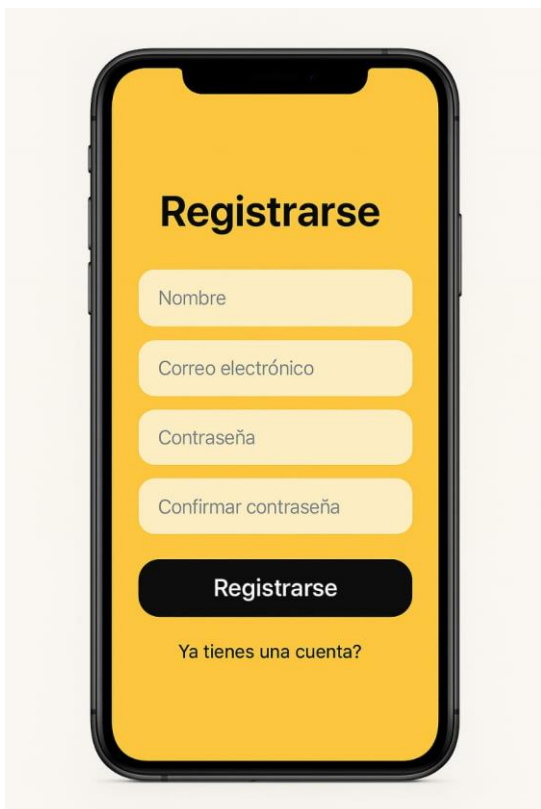 Registrarse
Nombre
Correo electrónico
Contraseña
Confirmar contraseña
Registrarse
Ya tienes una cuenta?